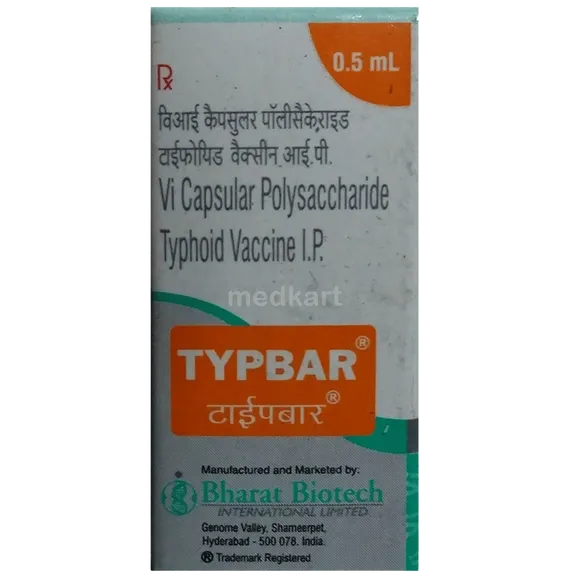 0.5 mL
Rx
विआई कैपसुलर पॉलीसैकेराइड
टाईफोयिड वैक्सीन आई.पी.
Vi Capsular Polysaccharide
Typhoid Vaccine I.P.
medkart
TYPBAR®
टाईपबार®
Manufactured and Marketed by:
Bharat Biotech
INTERNATIONAL LIMITED
Genome Valley, Shameerpet,
Hyderabad - 500 078. India.
® Trademark Registered